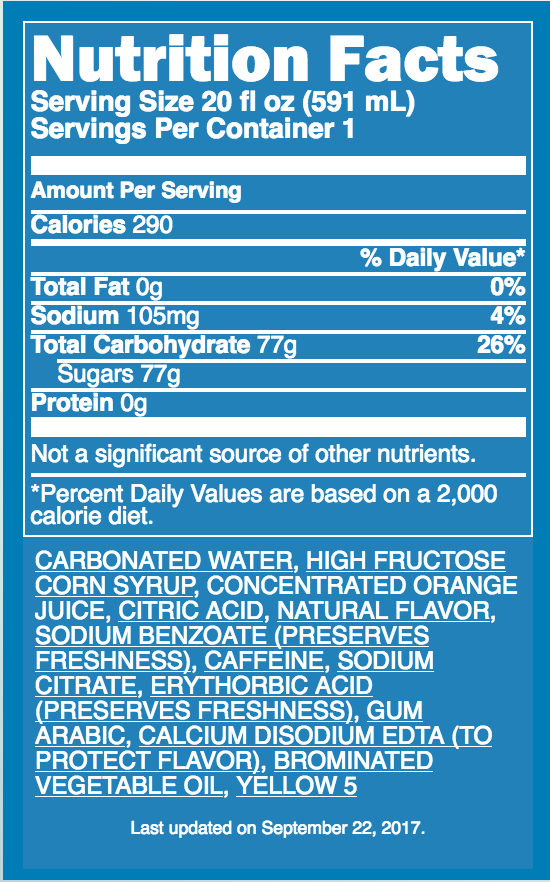 Nutrition Facts
Serving Size 20 fl oz (591 mL)
Servings Per Container 1
Amount Per Serving
Calories 290
% Daily Value*
Total Fat 0g 0%
Sodium 105mg 4%
Total Carbohydrate 77g 26%
Sugars 77g
Protein 0g
Not a significant source of other nutrients.
*Percent Daily Values are based on a 2,000
calorie diet.
CARBONATED WATER, HIGH FRUCTOSE
CORN SYRUP, CONCENTRATED ORANGE
JUICE, CITRIC ACID, NATURAL FLAVOR,
SODIUM BENZOATE (PRESERVES
FRESHNESS), CAFFEINE, SODIUM
CITRATE, ERYTHORBIC ACID
(PRESERVES FRESHNESS), GUM
ARABIC, CALCIUM DISODIUM EDTA (TO
PROTECT FLAVOR), BROMINATED
VEGETABLE OIL, YELLOW 5
Last updated on September 22, 2017.